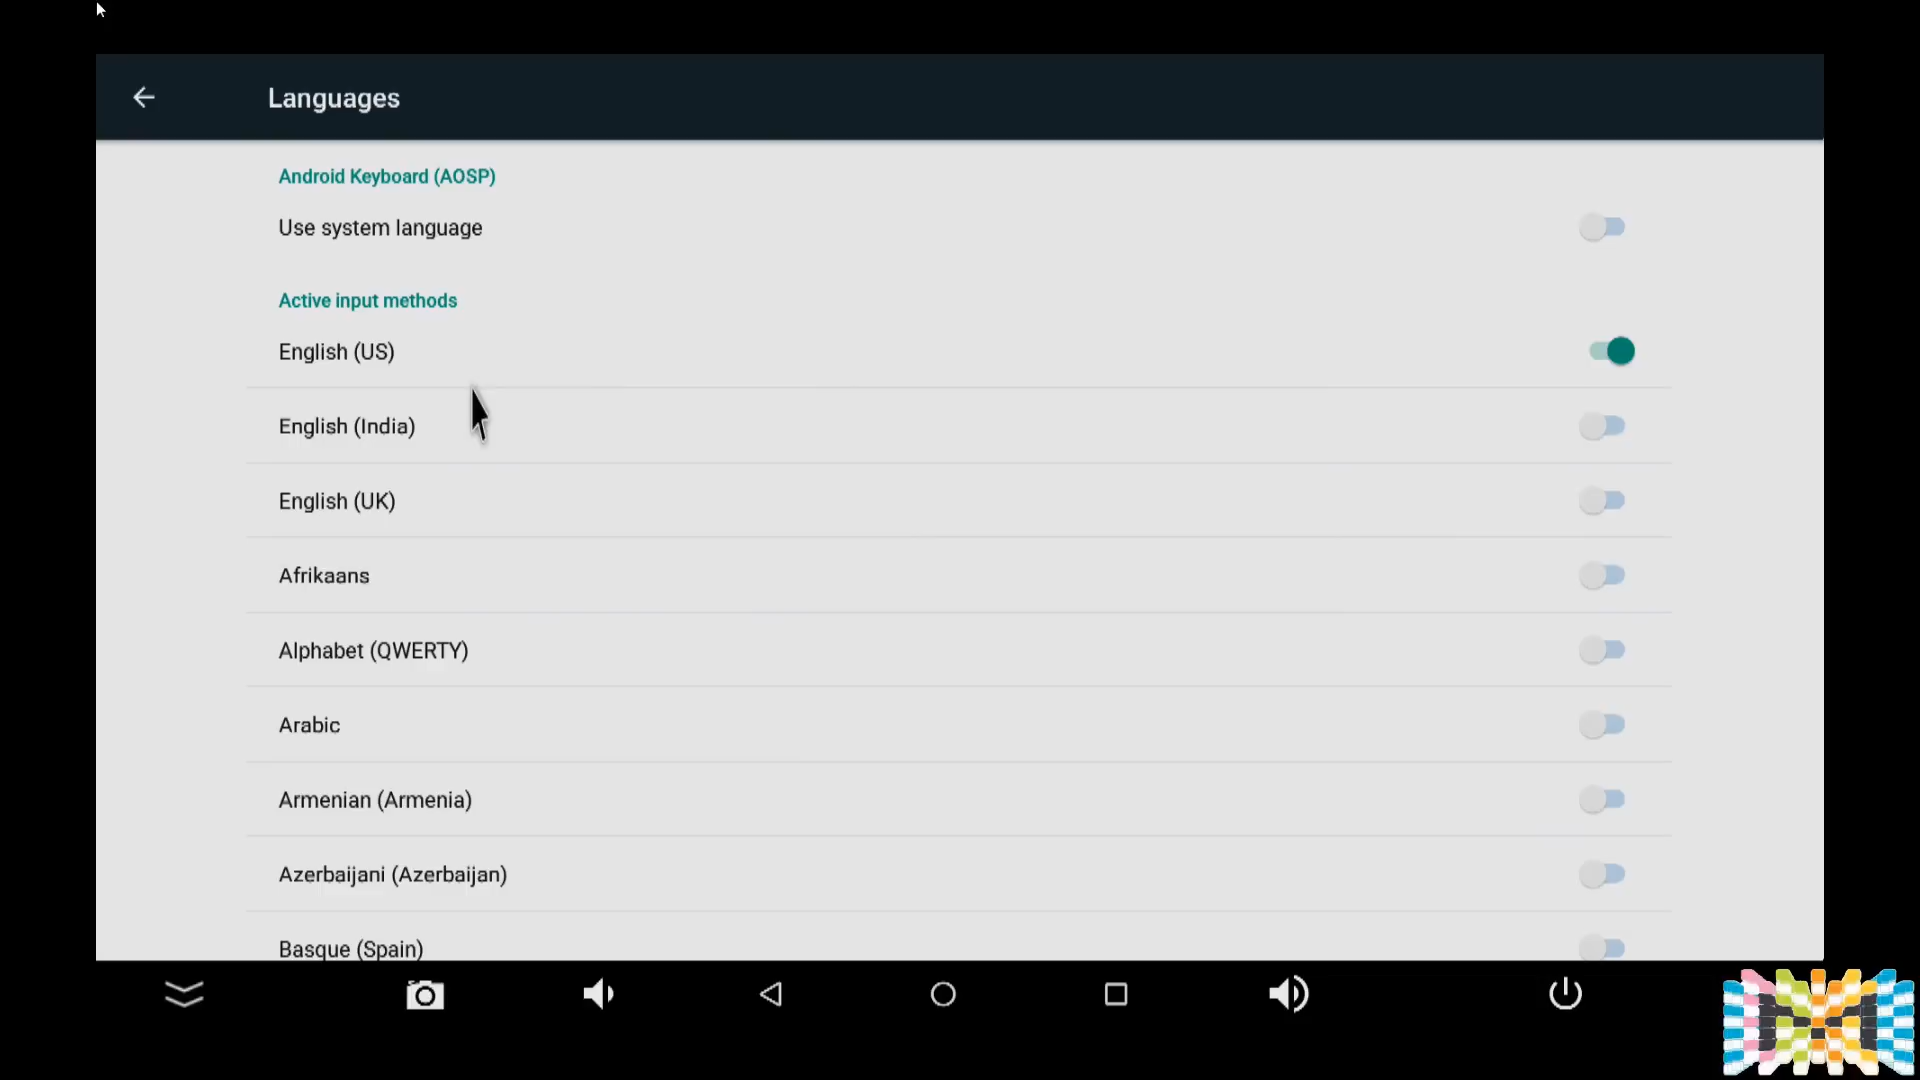 Languages
Android Keyboard (AOSP)
Use system language
Active input methods
English (US)
English (India)
English (UK)
Afrikaans
Alphabet (QWERTY)
Arabic
Armenian (Armenia)
Azerbaijani (Azerbaijan)
Basque (Spain)